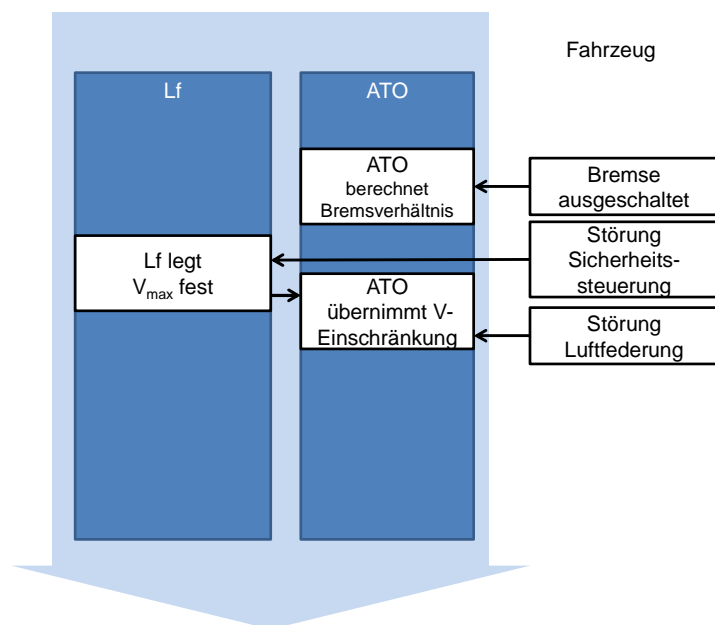 Fahrzeug
Lf
ATO
ATO
berechnet
Bremsverhältnis
Bremse
ausgeschaltet
Lf legt
Vmax fest
Störung
Sicherheits-
steuerung
ATO
übernimmt V-
Einschränkung
Störung
Luftfederung